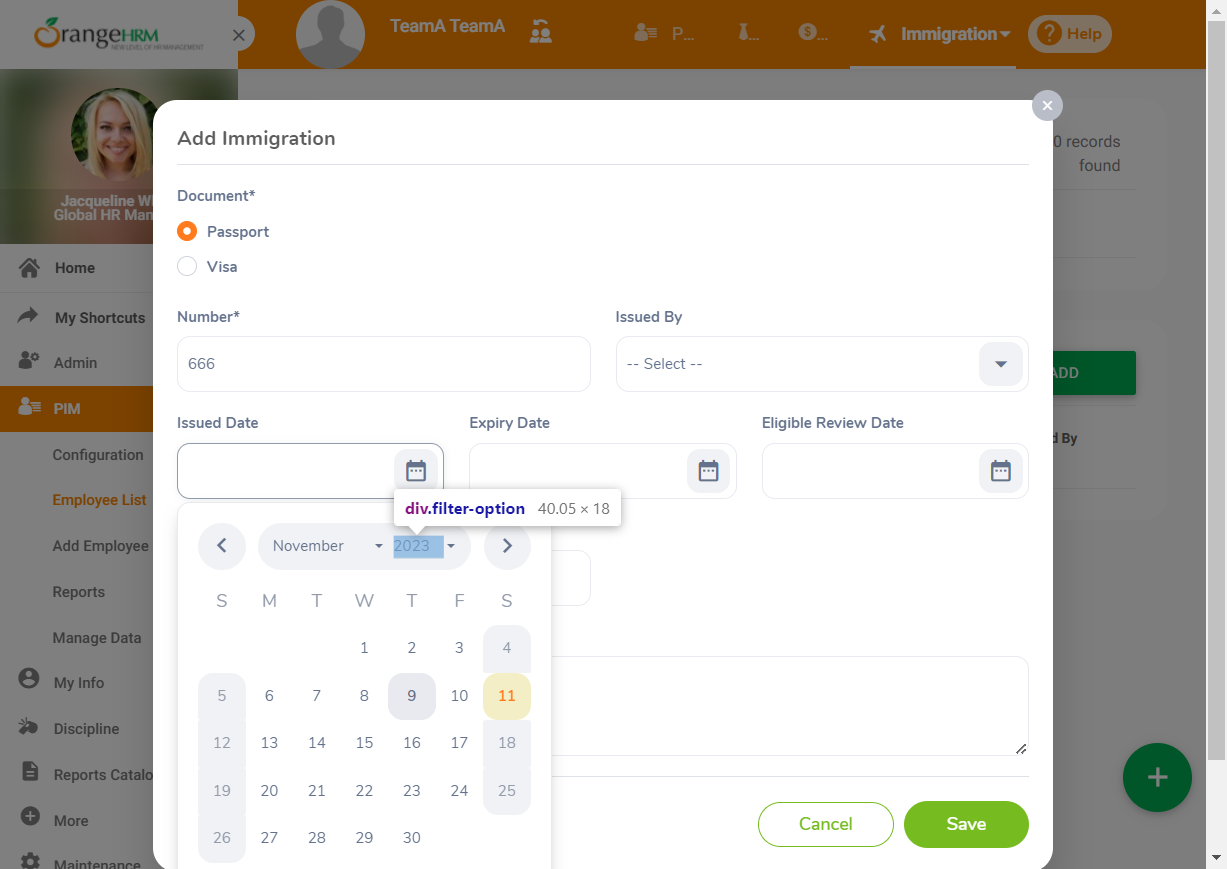 OrangeHRM
NEW LEVEL OF HR MANAGEMENT
TeamA TeamA
P...
...
$...
Immigration
? Help
Jacqueline W
Global HR Man
Home
My Shortcuts
Admin
PIM
Configuration
Employee List
Add Employee
Reports
Manage Data
My Info
Discipline
Reports Catalo
More
Maintenance
0 records
found
ADD
d By
Add Immigration
Document*
Passport
Visa
Number*
Issued By
666
-- Select --
Issued Date
Expiry Date
Eligible Review Date
div.filter-option 40.05 × 18
November
2023
S M T W T F S
1 2 3 4
5 6 7 8 9 10 11
12 13 14 15 16 17 18
19 20 21 22 23 24 25
26 27 28 29 30
Cancel
Save